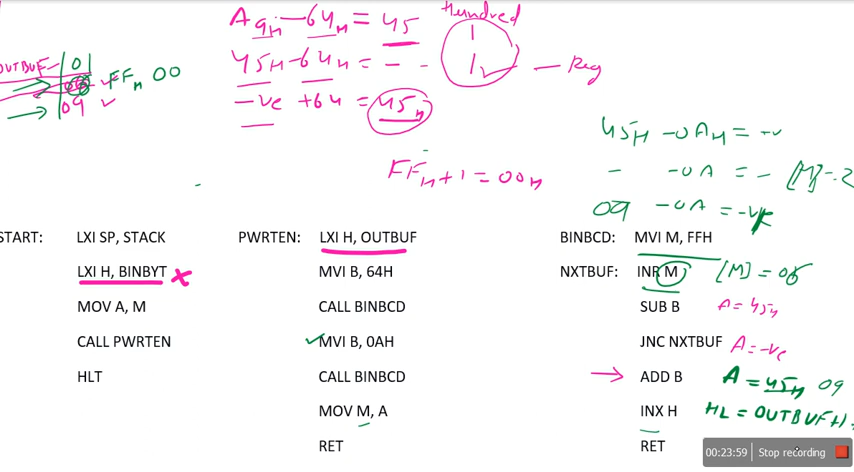 A9H - 64H = 45
45H - 64H = - -
-ve + 64 = 45H
Hundred
1
1 — Reg
OUTBUF
01
06 FFH 00
09
FFH + 1 = 00H
45H - 0AH = -v
- - 0A = -
09 - 0A = -ve
START: LXI SP, STACK
LXI H, BINBYT
MOV A, M
CALL PWRTEN
HLT
PWRTEN: LXI H, OUTBUF
MVI B, 64H
CALL BINBCD
MVI B, 0AH
CALL BINBCD
MOV M, A
RET
BINBCD: MVI M, FFH
NXTBUF: INR M [M] = 06
SUB B A = 45H
JNC NXTBUF A = -ve
ADD B A = 45H 09
INX H HL = OUTBUFH
RET
00:23:59 Stop recording